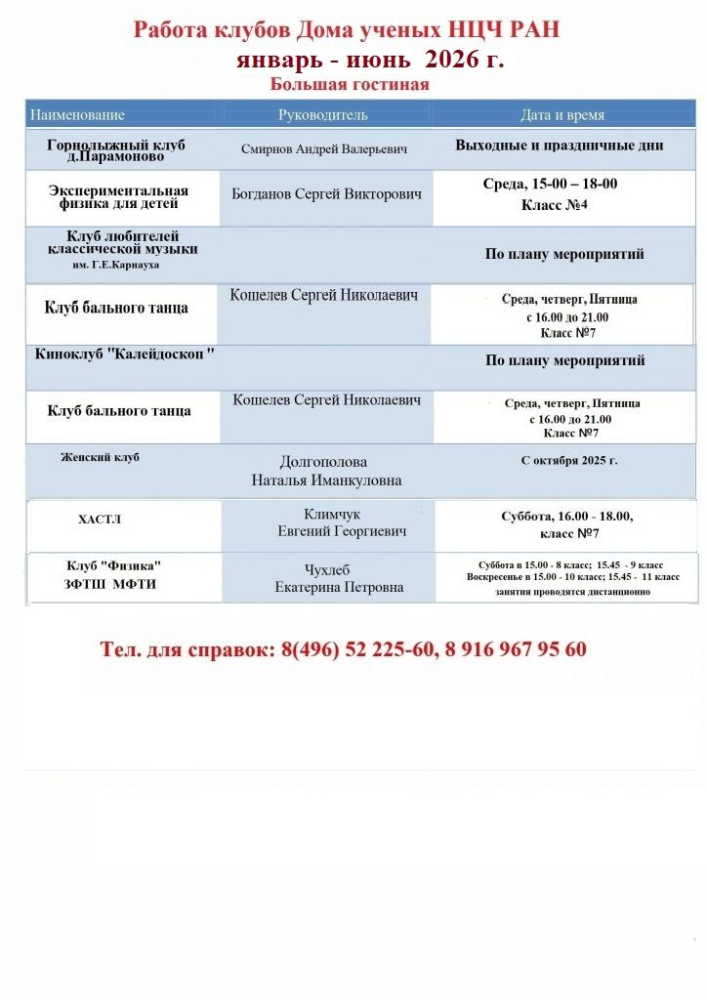 Работа клубов Дома ученых НЦЧ РАН
январь - июнь 2026 г.
Большая гостиная
Наименование Руководитель Дата и время
Горнолыжный клуб
д.Парамоново
Смирнов Андрей Валерьевич
Выходные и праздничные дни
Экспериментальная
физика для детей
Богданов Сергей Викторович
Среда, 15-00 – 18-00
Класс №4
Клуб любителей
классической музыки
им. Г.Е.Карнауха
По плану мероприятий
Клуб бального танца
Кошелев Сергей Николаевич
Среда, четверг, Пятница
с 16.00 до 21.00
Класс №7
Киноклуб "Калейдоскоп "
По плану мероприятий
Клуб бального танца
Кошелев Сергей Николаевич
Среда, четверг, Пятница
с 16.00 до 21.00
Класс №7
Женский клуб
Долгополова
Наталья Иманкуловна
С октября 2025 г.
ХАСТЛ
Климчук
Евгений Георгиевич
Суббота, 16.00 - 18.00,
класс №7
Клуб "Физика"
ЗФТШ МФТИ
Чухлеб
Екатерина Петровна
Суббота в 15.00 - 8 класс; 15.45 - 9 класс
Воскресенье в 15.00 - 10 класс; 15.45 - 11 класс
занятия проводятся дистанционно
Тел. для справок: 8(496) 52 225-60, 8 916 967 95 60